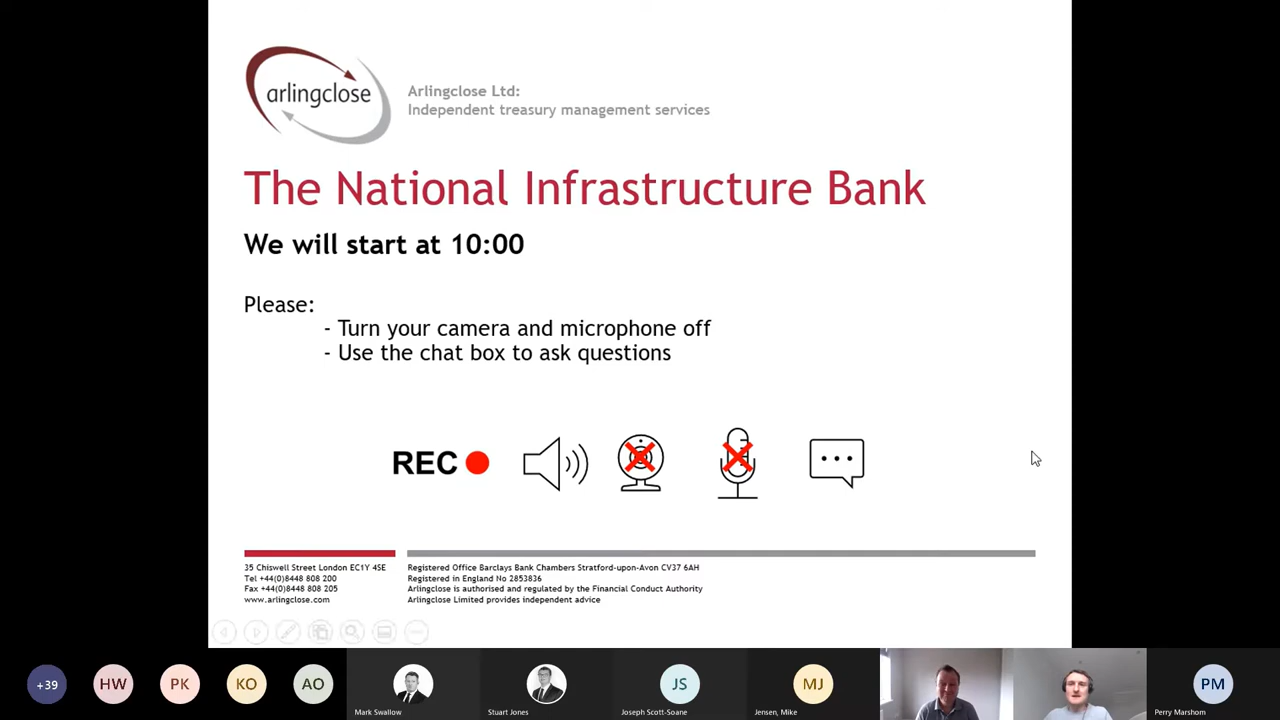 arlingclose
Arlingclose Ltd:
Independent treasury management services
The National Infrastructure Bank
We will start at 10:00
Please:
- Turn your camera and microphone off
- Use the chat box to ask questions
REC
35 Chiswell Street London EC1Y 4SE
Tel +44(0)8448 808 200
Fax +44(0)8448 808 205
www.arlingclose.com
Registered Office Barclays Bank Chambers Stratford-upon-Avon CV37 6AH
Registered in England No 2853836
Arlingclose is authorised and regulated by the Financial Conduct Authority
Arlingclose Limited provides independent advice
+39
HW
PK
KO
AO
Mark Swallow
Stuart Jones
JS
Joseph Scott-Soane
MJ
Jensen, Mike
PM
Perry Marshom